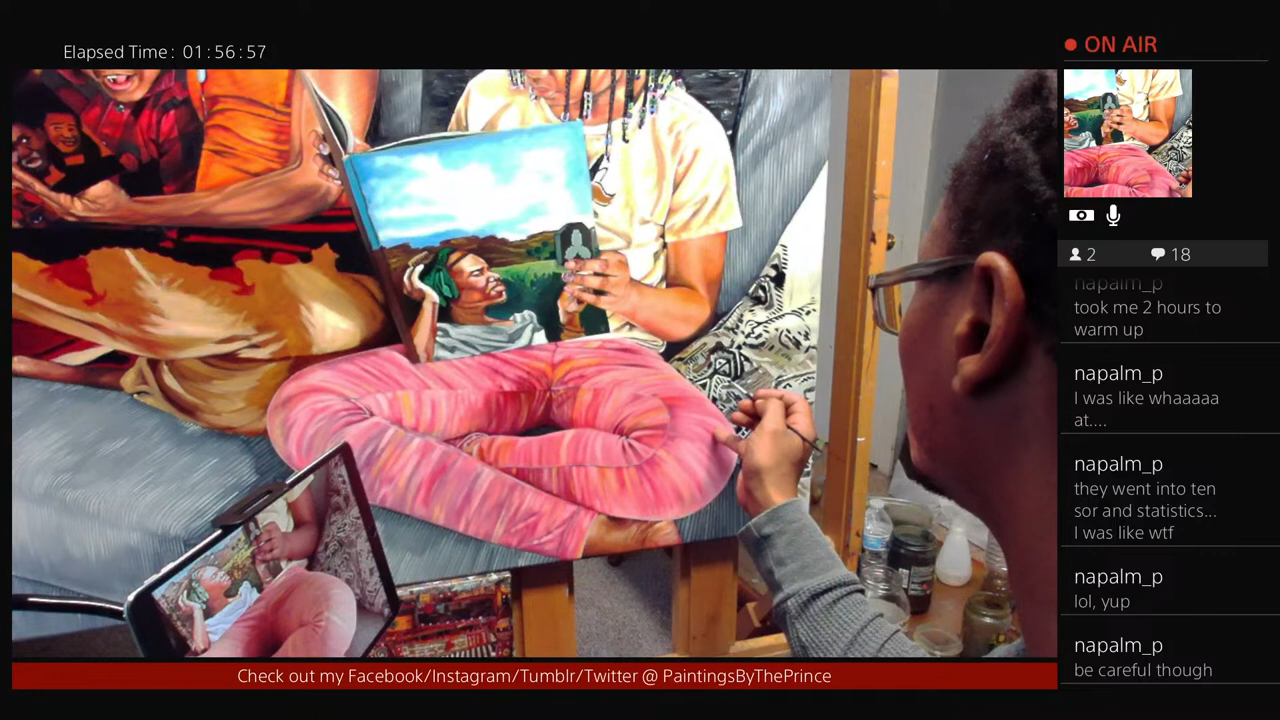 Elapsed Time: 01:56:57
ON AIR
2
18
napalm_p
took me 2 hours to
warm up
napalm_p
I was like whaaaaa
at....
napalm_p
they went into ten
sor and statistics...
I was like wtf
napalm_p
lol, yup
napalm_p
be careful though
Check out my Facebook/Instagram/Tumblr/Twitter @ PaintingsByThePrince